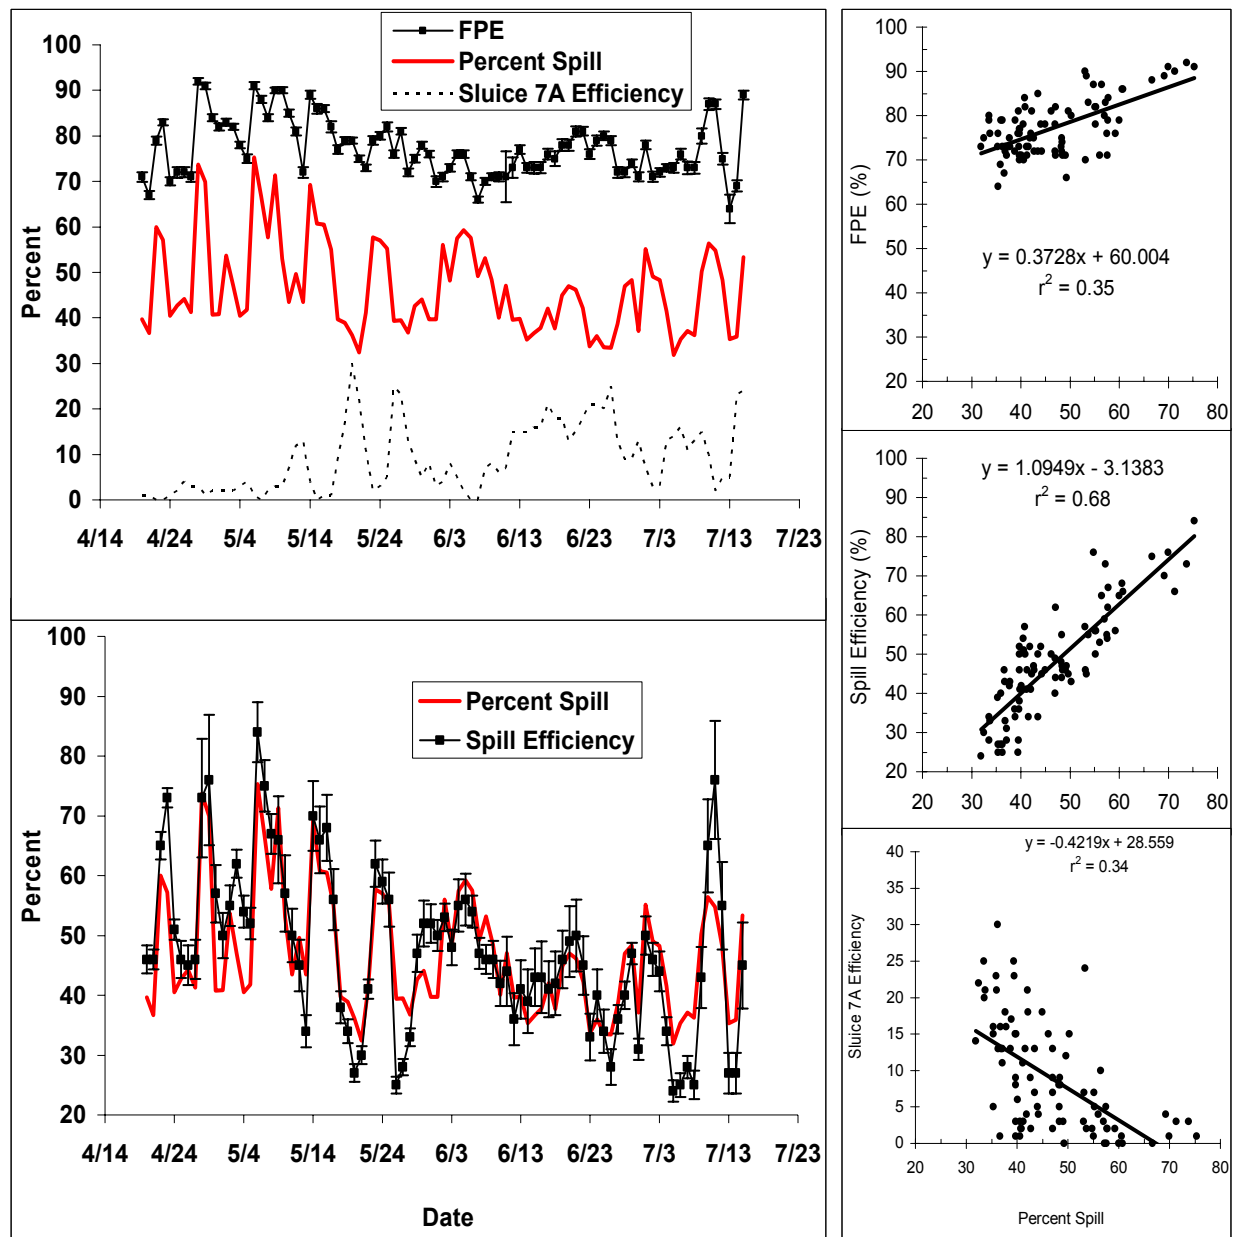 FPE
Percent Spill
Sluice 7A Efficiency
100
90
80
70
60
50
40
30
20
10
0
Percent
4/14 4/24 5/4 5/14 5/24 6/3 6/13 6/23 7/3 7/13 7/23
Percent Spill
Spill Efficiency
100
90
80
70
60
50
40
30
20
Percent
4/14 4/24 5/4 5/14 5/24 6/3 6/13 6/23 7/3 7/13 7/23
Date
100
90
80
70
60
50
40
30
20
FPE (%)
y = 0.3728x + 60.004
r² = 0.35
20 30 40 50 60 70 80
100
90
80
70
60
50
40
30
20
Spill Efficiency (%)
y = 1.0949x - 3.1383
r² = 0.68
20 30 40 50 60 70 80
y = -0.4219x + 28.559
r² = 0.34
40
35
30
25
20
15
10
5
0
Sluice 7A Efficiency
20 30 40 50 60 70 80
Percent Spill